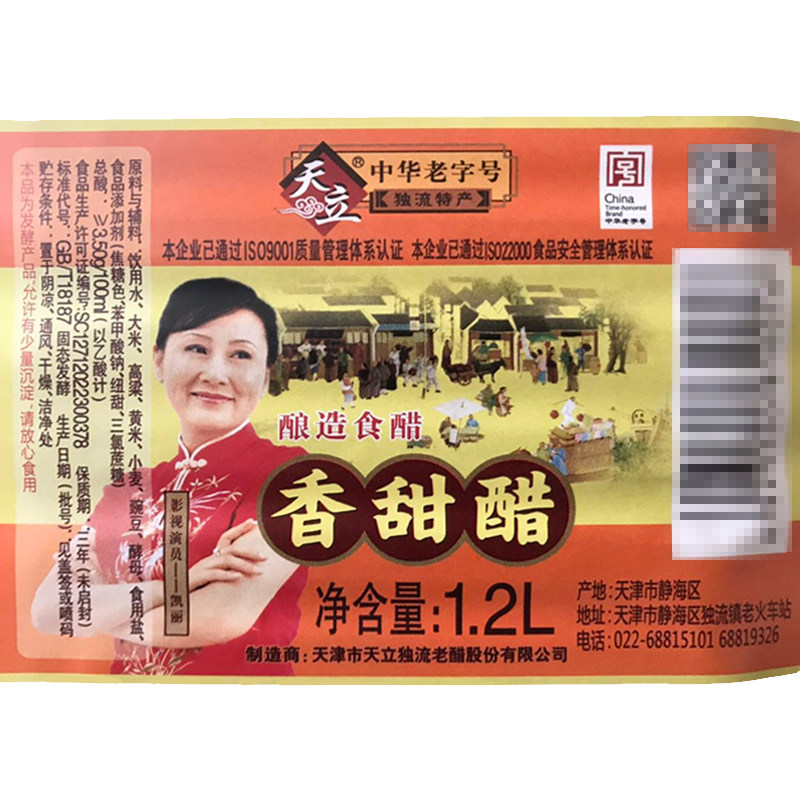 天立®
中华老字号
独流特产
China
Time-honored
Brand
中华老字号
本企业已通过ISO9001质量管理体系认证 本企业已通过ISO22000食品安全管理体系认证
原料与辅料：饮用水、大米、高粱、黄米、小麦、豌豆、酵母、食用盐、
食品添加剂(焦糖色、苯甲酸钠、纽甜、三氯蔗糖)
总酸：≥3.50g/100ml（以乙酸计）
食品生产许可证编号:SC12712022300378 保质期：三年（未启封）
标准代号：GB/T18187 固态发酵 生产日期（批号）：见盖签或喷码
贮存条件：置于阴凉、通风、干燥、洁净处
本品为发酵产品,允许有少量沉淀,请放心食用
影视演员——凯丽
酿造食醋
香甜醋
净含量:1.2L
制造商:天津市天立独流老醋股份有限公司
产地:天津市静海区
地址:天津市静海区独流镇老火车站
电话:022-68815101 68819326